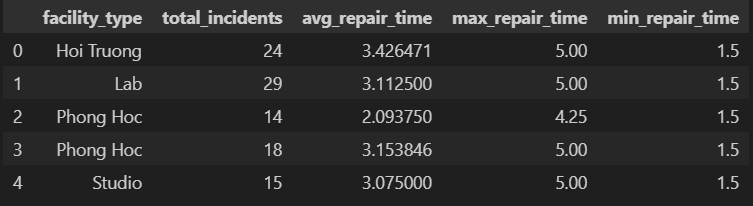 facility_type total_incidents avg_repair_time max_repair_time min_repair_time
0 Hoi Truong 24 3.426471 5.00 1.5
1 Lab 29 3.112500 5.00 1.5
2 Phong Hoc 14 2.093750 4.25 1.5
3 Phong Hoc 18 3.153846 5.00 1.5
4 Studio 15 3.075000 5.00 1.5